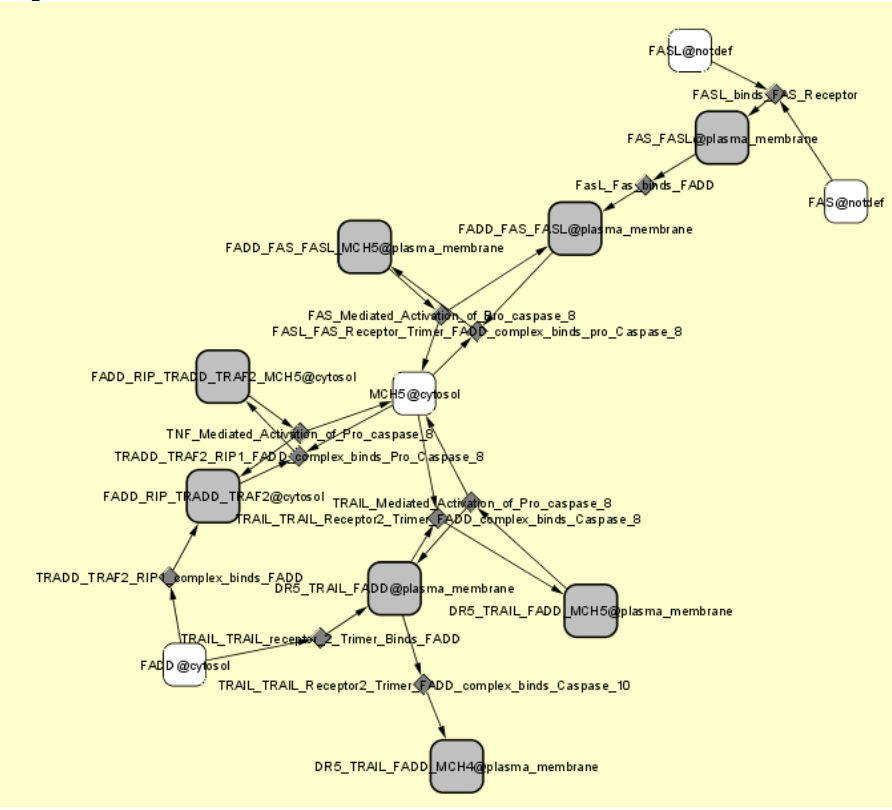 FASL@notdef
FASL_binds_FAS_Receptor
FAS_FASL@plasma_membrane
FasL_Fas_binds_FADD
FAS@notdef
FADD_FAS_FASL@plasma_membrane
FADD_FAS_FASL_MCH5@plasma_membrane
FAS_Mediated_Activation_of_Pro_caspase_8
FASL_FAS_Receptor_Trimer_FADD_complex_binds_pro_Caspase_8
FADD_RIP_TRADD_TRAF2_MCH5@cytosol
MCH5@cytosol
TNF_Mediated_Activation_of_Pro_caspase_8
TRADD_TRAF2_RIP1_FADD_complex_binds_Pro_Caspase_8
FADD_RIP_TRADD_TRAF2@cytosol
TRAIL_Mediated_Activation_of_Pro_caspase_8
TRAIL_TRAIL_Receptor2_Trimer_FADD_complex_binds_Caspase_8
TRADD_TRAF2_RIP1_complex_binds_FADD
DR5_TRAIL_FADD@plasma_membrane
DR5_TRAIL_FADD_MCH5@plasma_membrane
TRAIL_TRAIL_receptor_2_Trimer_Binds_FADD
FADD@cytosol
TRAIL_TRAIL_Receptor2_Trimer_FADD_complex_binds_Caspase_10
DR5_TRAIL_FADD_MCH4@plasma_membrane